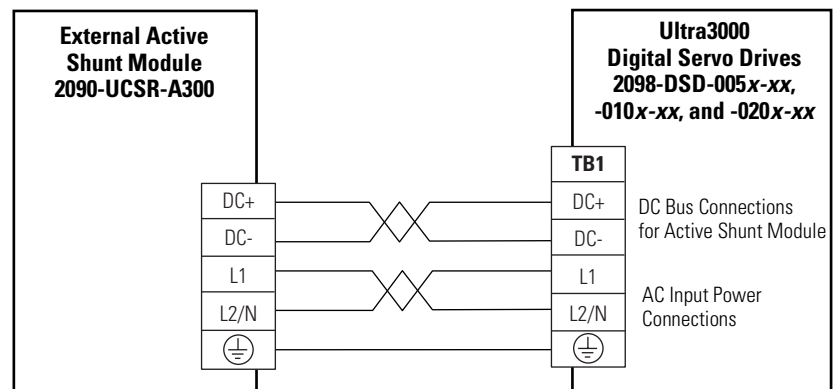 External Active
Shunt Module
2090-UCSR-A300
Ultra3000
Digital Servo Drives
2098-DSD-005x-xx,
-010x-xx, and -020x-xx
TB1
DC+
DC-
L1
L2/N
DC+
DC-
L1
L2/N
DC Bus Connections
for Active Shunt Module
AC Input Power
Connections